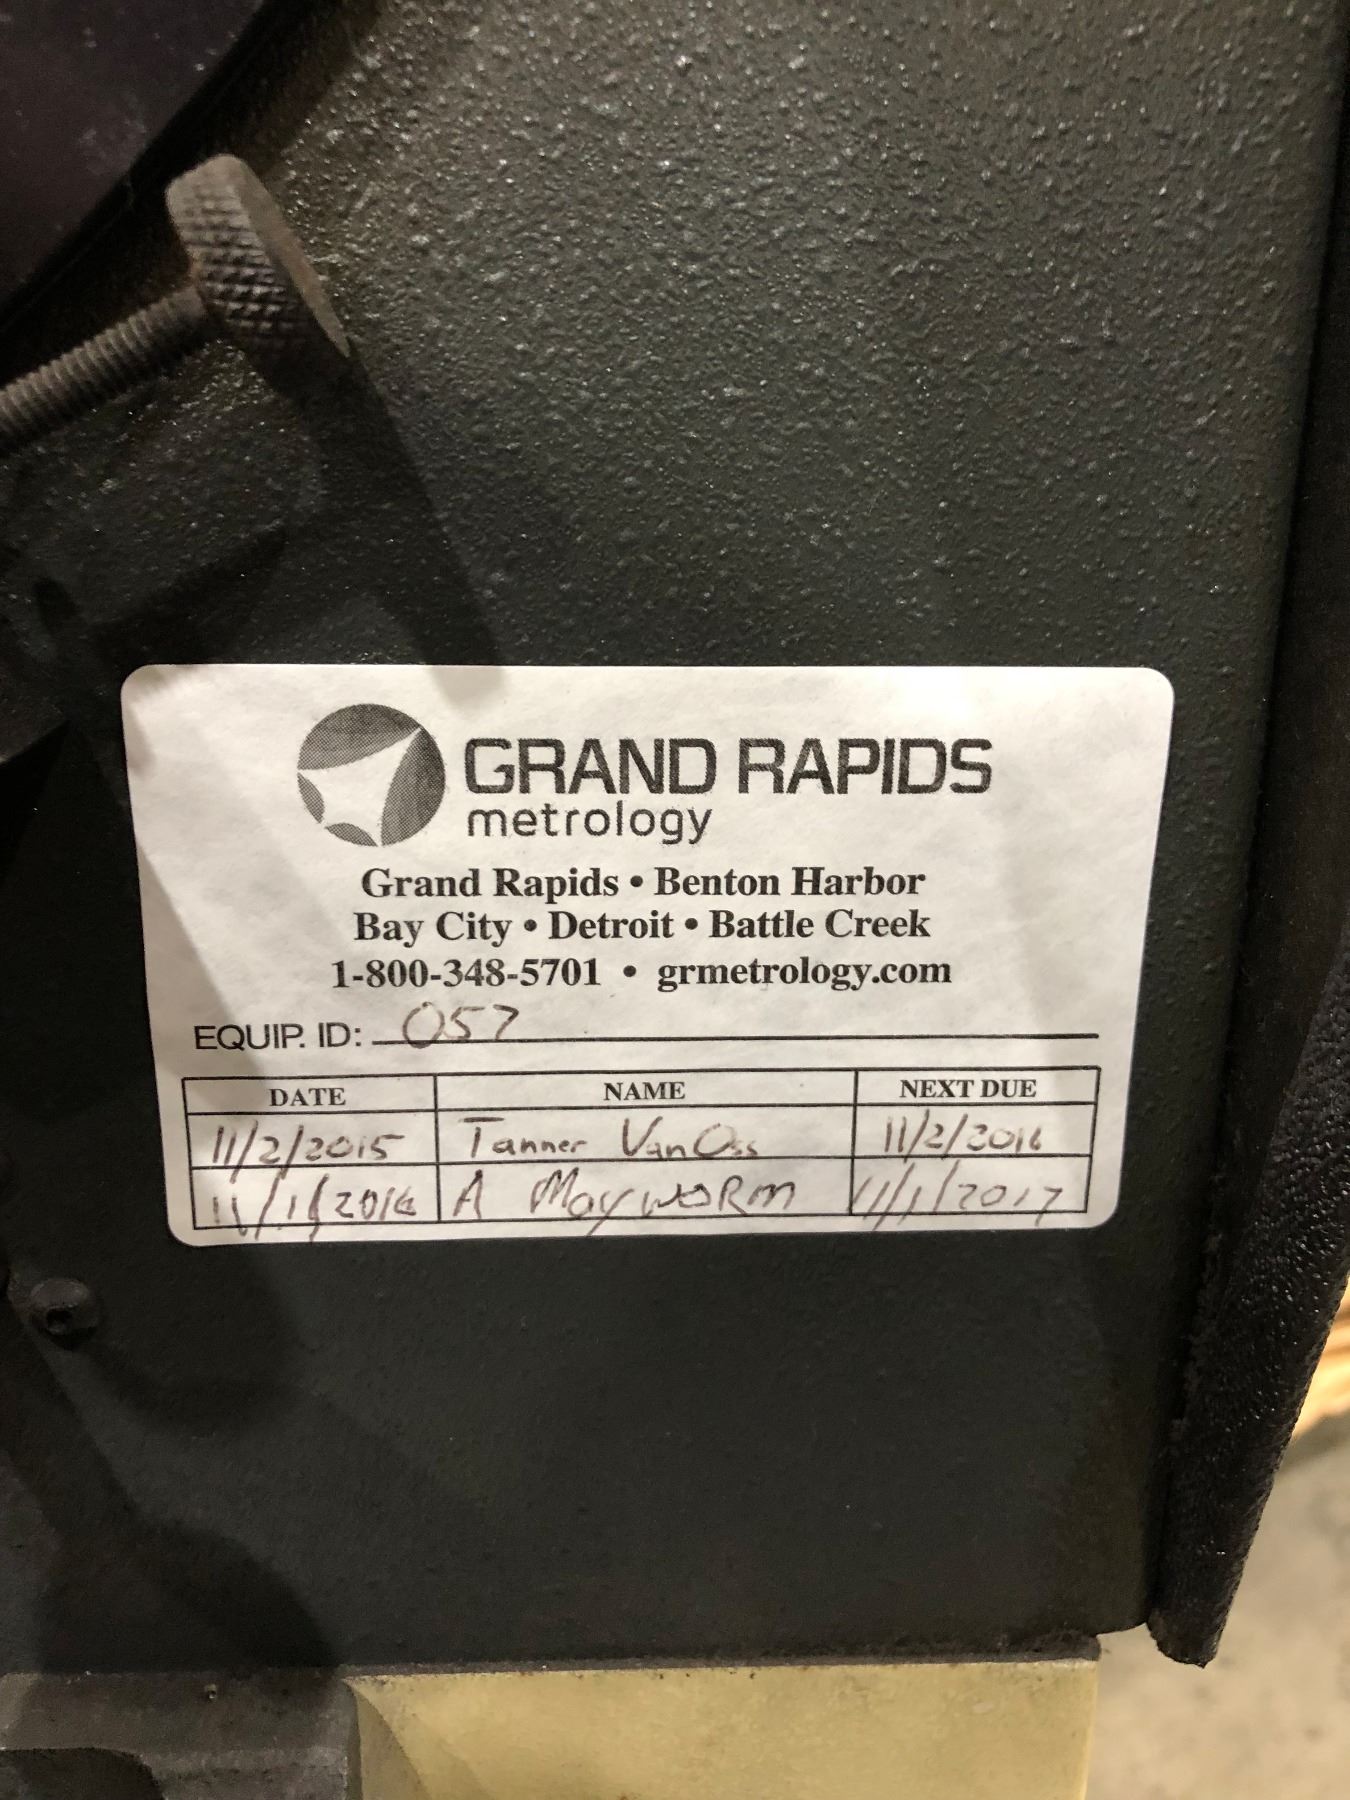 GRAND RAPIDS
metrology
Grand Rapids • Benton Harbor
Bay City • Detroit • Battle Creek
1-800-348-5701 • grmetrology.com
EQUIP. ID: 057
DATE NAME NEXT DUE
11/2/2015 Tanner VanOss 11/2/2016
11/1/2016 A MaywoRm 11/1/2017